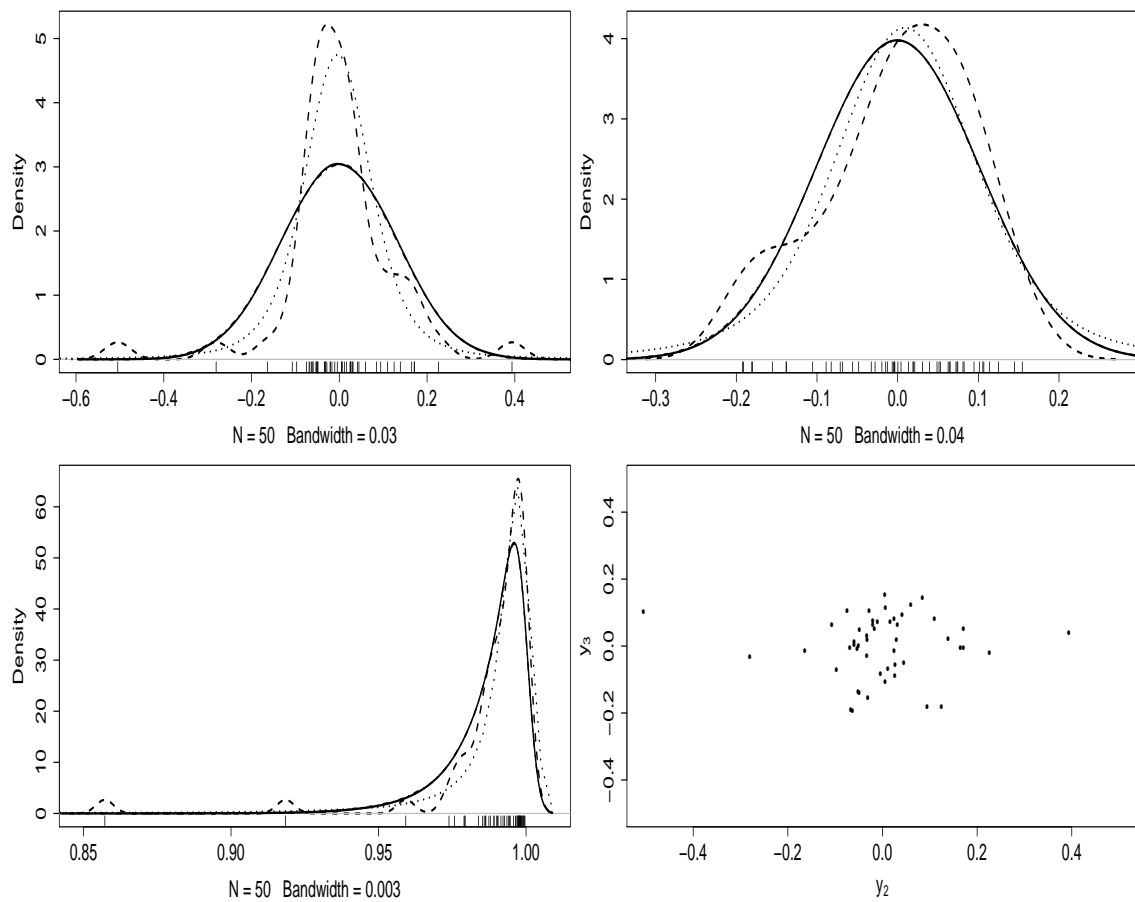 Density
5
4
3
2
1
0
−0.6 −0.4 −0.2 0.0 0.2 0.4
N = 50 Bandwidth = 0.03
Density
4
3
2
1
0
−0.3 −0.2 −0.1 0.0 0.1 0.2
N = 50 Bandwidth = 0.04
Density
60
50
40
30
20
10
0
0.85 0.90 0.95 1.00
N = 50 Bandwidth = 0.003
y3
0.4
0.2
0.0
−0.2
−0.4
−0.4 −0.2 0.0 0.2 0.4
y2